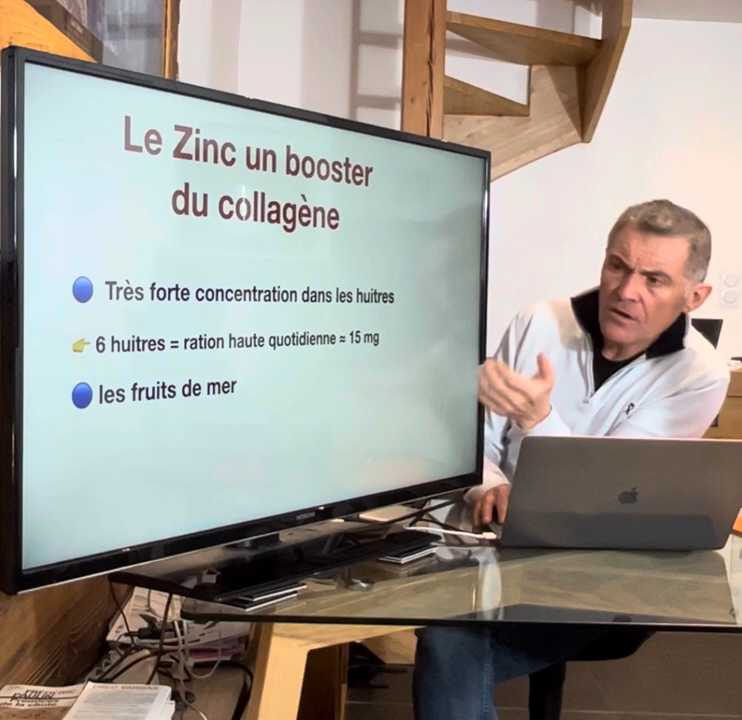 Le Zinc un booster
du collagène
Très forte concentration dans les huitres
6 huitres = ration haute quotidienne ≈ 15 mg
les fruits de mer
HITACHI